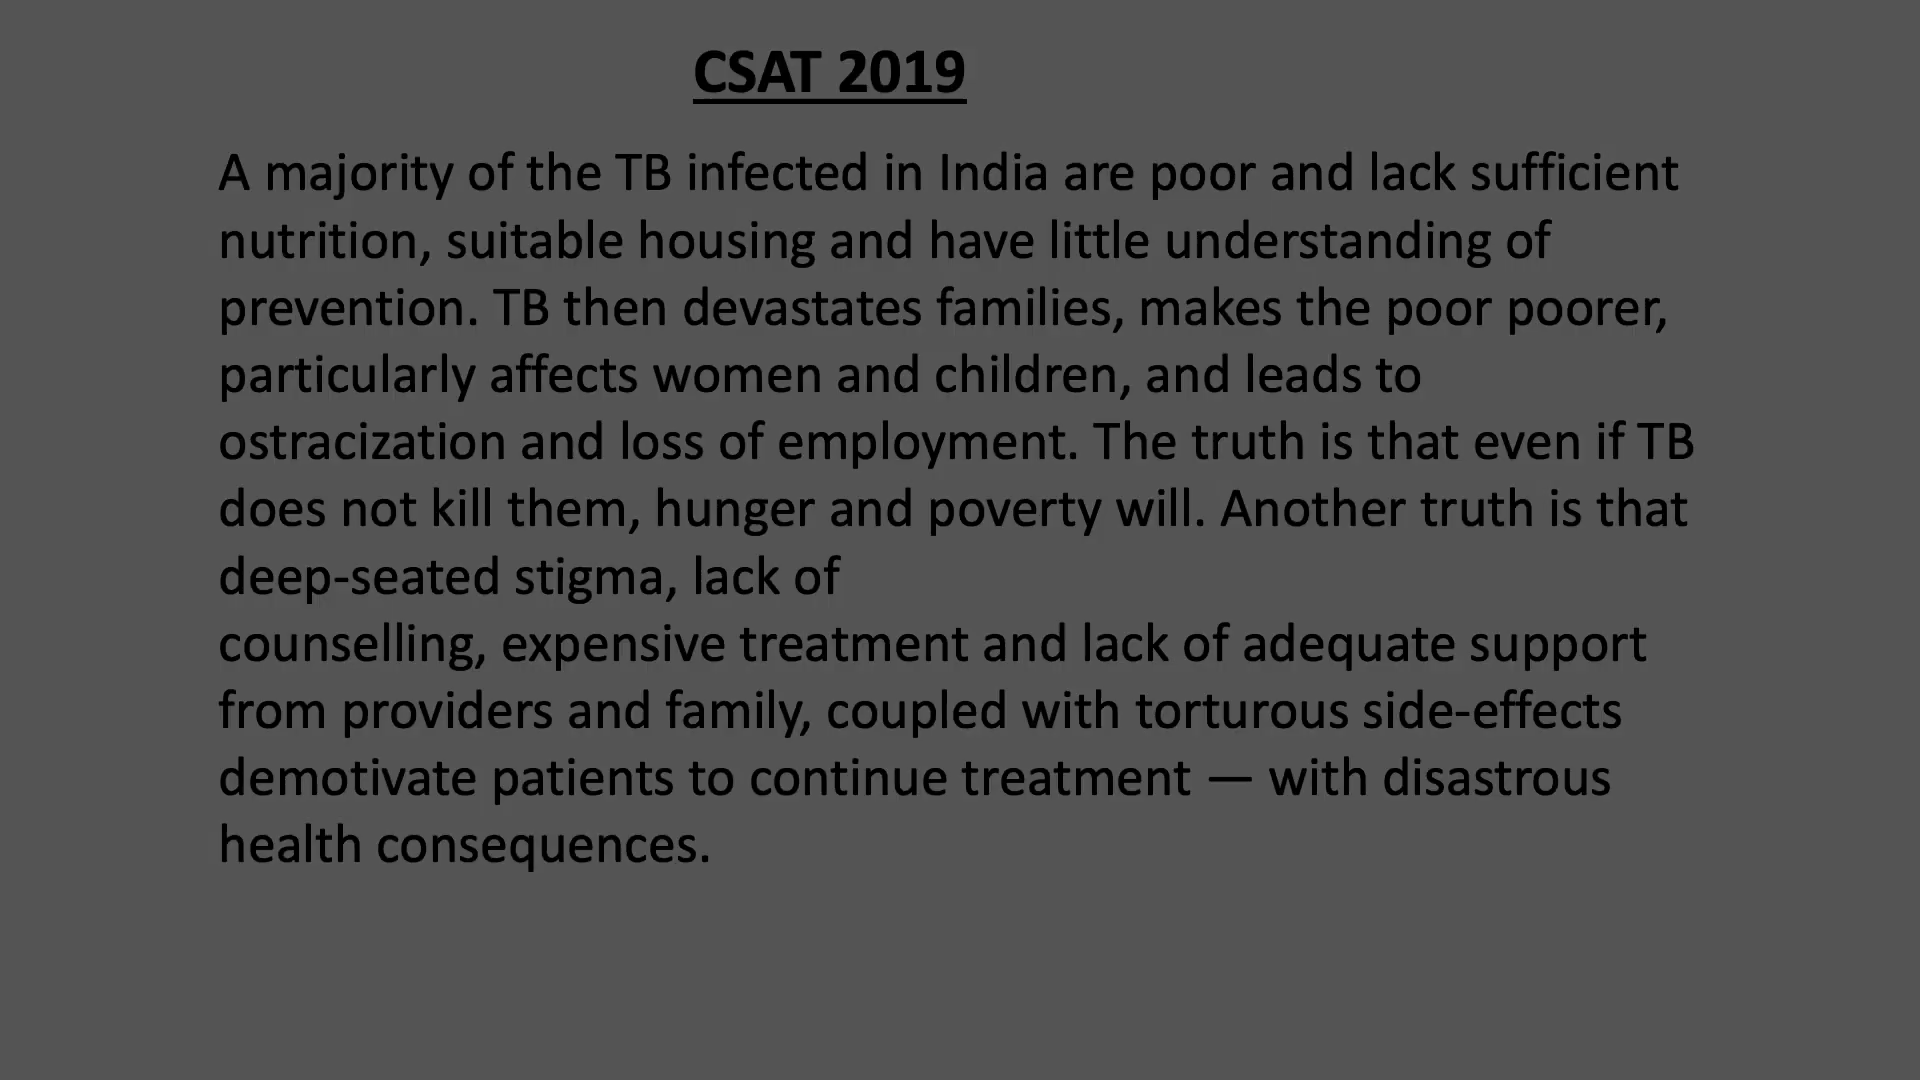 CSAT 2019
A majority of the TB infected in India are poor and lack sufficient
nutrition, suitable housing and have little understanding of
prevention. TB then devastates families, makes the poor poorer,
particularly affects women and children, and leads to
ostracization and loss of employment. The truth is that even if TB
does not kill them, hunger and poverty will. Another truth is that
deep-seated stigma, lack of
counselling, expensive treatment and lack of adequate support
from providers and family, coupled with torturous side-effects
demotivate patients to continue treatment — with disastrous
health consequences.